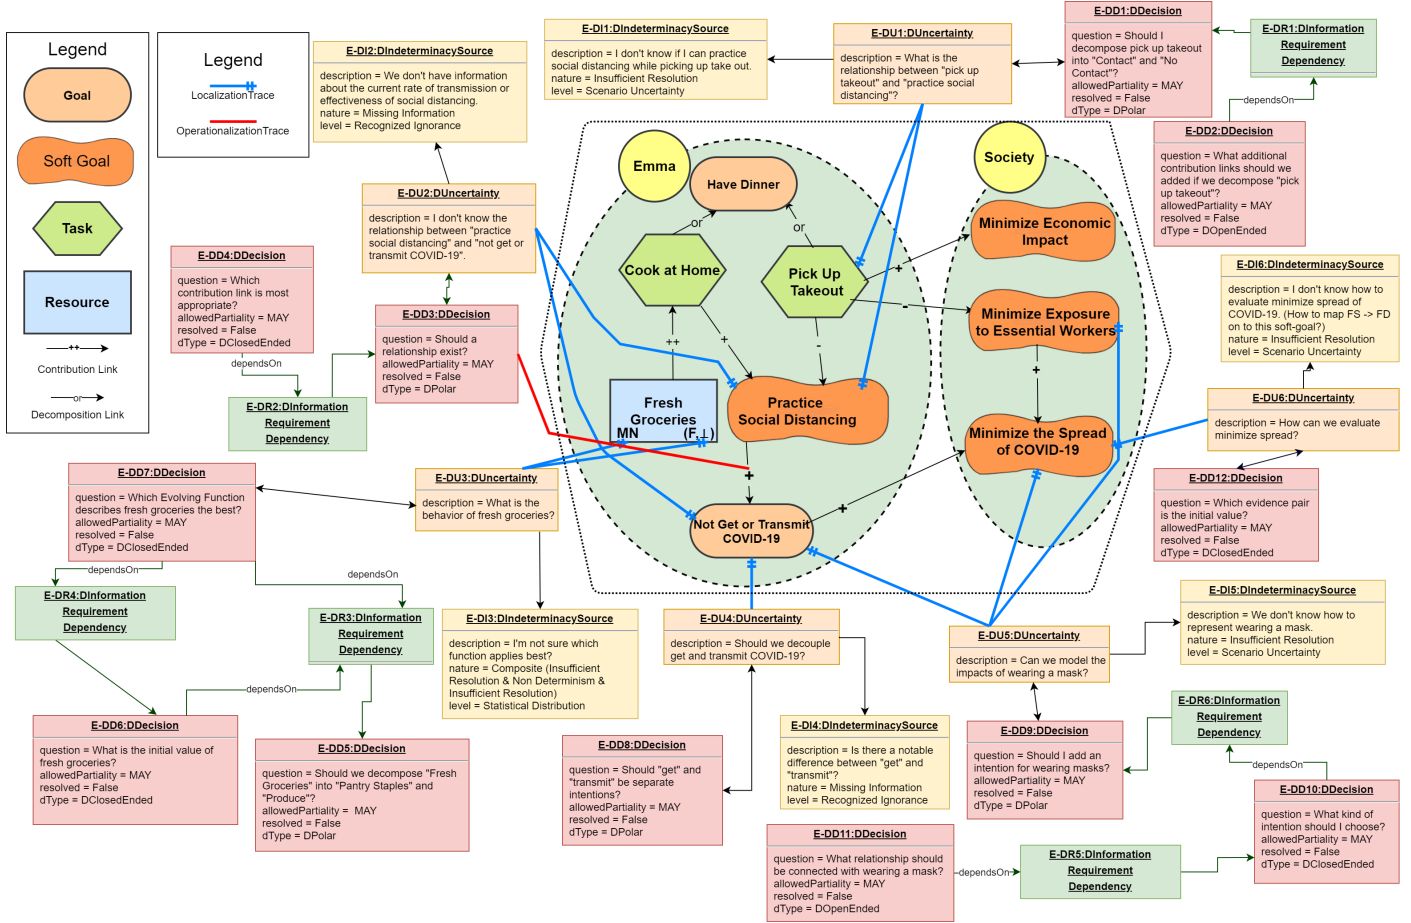 Legend
Goal
Soft Goal
Task
Resource
++
Contribution Link
or
Decomposition Link
Legend
LocalizationTrace
OperationalizationTrace
E-DI2:DIndeterminacySource
description = We don't have information
about the current rate of transmission or
effectiveness of social distancing.
nature = Missing Information
level = Recognized Ignorance
E-DI1:DIndeterminacySource
description = I don't know if I can practice
social distancing while picking up take out.
nature = Insufficient Resolution
level = Scenario Uncertainty
E-DU1:DUncertainty
description = What is the
relationship between "pick up
takeout" and "practice social
distancing"?
E-DD1:DDecision
question = Should I
decompose pick up takeout
into "Contact" and "No
Contact"?
allowedPartiality = MAY
resolved = False
dType = DPolar
E-DR1:DInformation
Requirement
Dependency
dependsOn
E-DD2:DDecision
question = What additional
contribution links should we
added if we decompose "pick
up takeout"?
allowedPartiality = MAY
resolved = False
dType = DOpenEnded
E-DU2:DUncertainty
description = I don't know the
relationship between "practice
social distancing" and "not get or
transmit COVID-19".
E-DD4:DDecision
question = Which
contribution link is most
appropriate?
allowedPartiality = MAY
resolved = False
dType = DClosedEnded
dependsOn
E-DR2:DInformation
Requirement
Dependency
E-DD3:DDecision
question = Should a
relationship exist?
allowedPartiality = MAY
resolved = False
dType = DPolar
Emma
Have Dinner
or
or
Cook at Home
Pick Up
Takeout
++
+
-
Fresh
Groceries
MN
(F,⊥)
Practice
Social Distancing
+
Not Get or Transmit
COVID-19
+
-
+
Society
Minimize Economic
Impact
Minimize Exposure
to Essential Workers
+
Minimize the Spread
of COVID-19
E-DI6:DIndeterminacySource
description = I don't know how to
evaluate minimize spread of
COVID-19. (How to map FS -> FD
on to this soft-goal?)
nature = Insufficient Resolution
level = Scenario Uncertainty
E-DU6:DUncertainty
description = How can we evaluate
minimize spread?
E-DD12:DDecision
question = Which evidence pair
is the initial value?
allowedPartiality = MAY
resolved = False
dType = DClosedEnded
E-DD7:DDecision
question = Which Evolving Function
describes fresh groceries the best?
allowedPartiality = MAY
resolved = False
dType = DClosedEnded
E-DU3:DUncertainty
description = What is the
behavior of fresh groceries?
dependsOn
dependsOn
E-DR4:DInformation
Requirement
Dependency
E-DR3:DInformation
Requirement
Dependency
dependsOn
E-DD6:DDecision
question = What is the initial value of
fresh groceries?
allowedPartiality = MAY
resolved = False
dType = DClosedEnded
E-DD5:DDecision
question = Should we decompose "Fresh
Groceries" into "Pantry Staples" and
"Produce"?
allowedPartiality =  MAY
resolved = False
dType = DPolar
E-DI3:DIndeterminacySource
description = I'm not sure which
function applies best?
nature = Composite (Insufficient
Resolution & Non Determinism &
Insufficient Resolution)
level = Statistical Distribution
E-DU4:DUncertainty
description = Should we decouple
get and transmit COVID-19?
E-DD8:DDecision
question = Should "get" and
"transmit" be separate
intentions?
allowedPartiality = MAY
resolved = False
dType = DPolar
E-DI4:DIndeterminacySource
description = Is there a notable
difference between "get" and
"transmit"?
nature = Missing Information
level = Recognized Ignorance
E-DU5:DUncertainty
description = Can we model the
impacts of wearing a mask?
E-DI5:DIndeterminacySource
description = We don't know how to
represent wearing a mask.
nature = Insufficient Resolution
level = Scenario Uncertainty
E-DD9:DDecision
question = Should I add an
intention for wearing masks?
allowedPartiality = MAY
resolved = False
dType = DPolar
E-DR6:DInformation
Requirement
Dependency
dependsOn
E-DD10:DDecision
question = What kind of
intention should I choose?
allowedPartiality = MAY
resolved = False
dType = DClosedEnded
E-DD11:DDecision
question = What relationship should
be connected with wearing a mask?
allowedPartiality = MAY
resolved = False
dType = DOpenEnded
dependsOn
E-DR5:DInformation
Requirement
Dependency